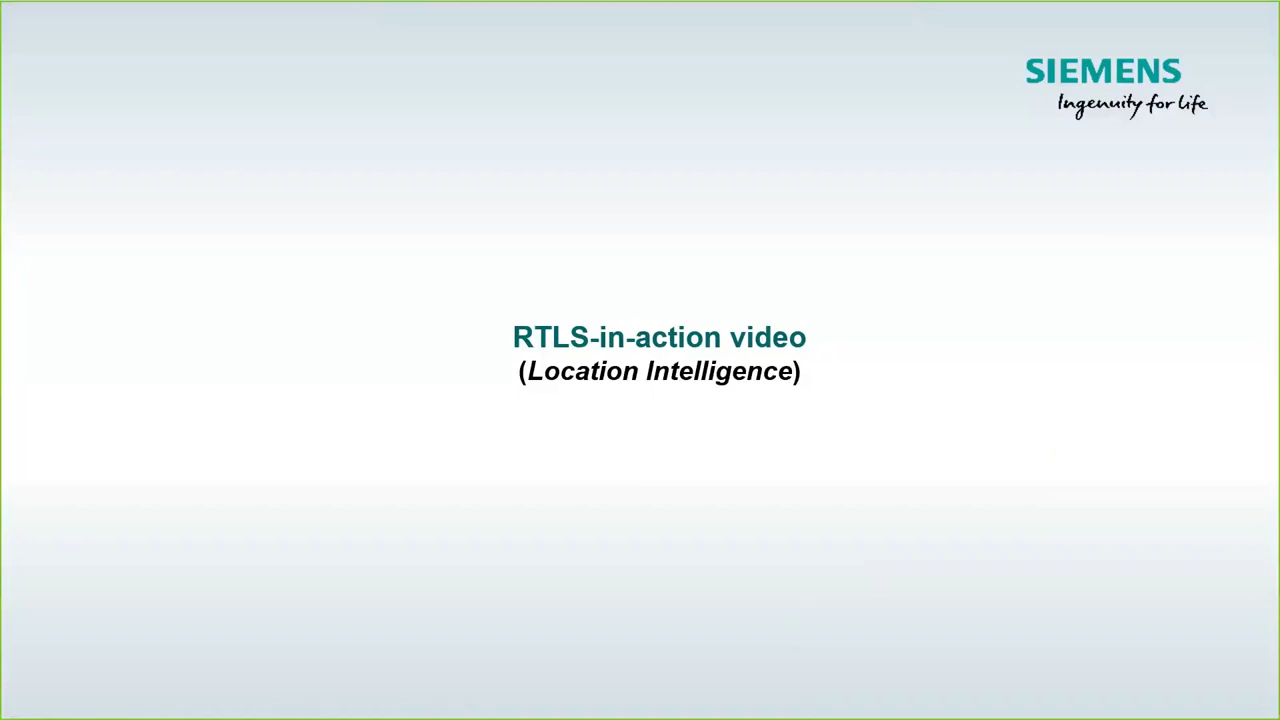 SIEMENS
Ingenuity for life
RTLS-in-action video
(Location Intelligence)